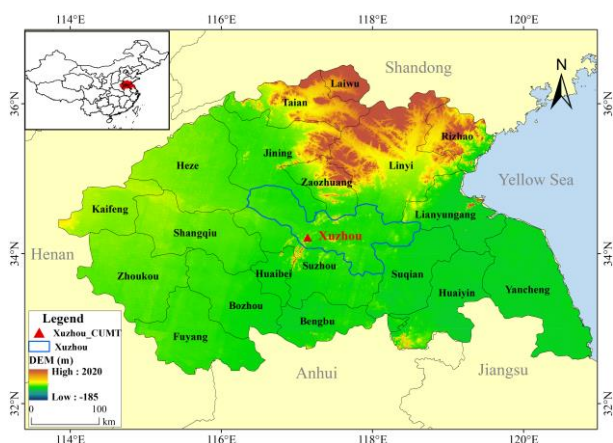 114°E 116°E 118°E 120°E
36°N 36°N
34°N 34°N
32°N 32°N
Shandong
N
Laiwu
Taian
Rizhao
Jining
Linyi
Heze
Zaozhuang
Yellow Sea
Kaifeng
Lianyungang
Shangqiu
Xuzhou
Henan
Suzhou
Zhoukou
Huaibei
Suqian
Huaiyin
Yancheng
Bozhou
Bengbu
Fuyang
Anhui
Jiangsu
Legend
Xuzhou_CUMT
Xuzhou
DEM (m)
High : 2020
Low : -185
0 100
km
114°E 116°E 118°E 120°E